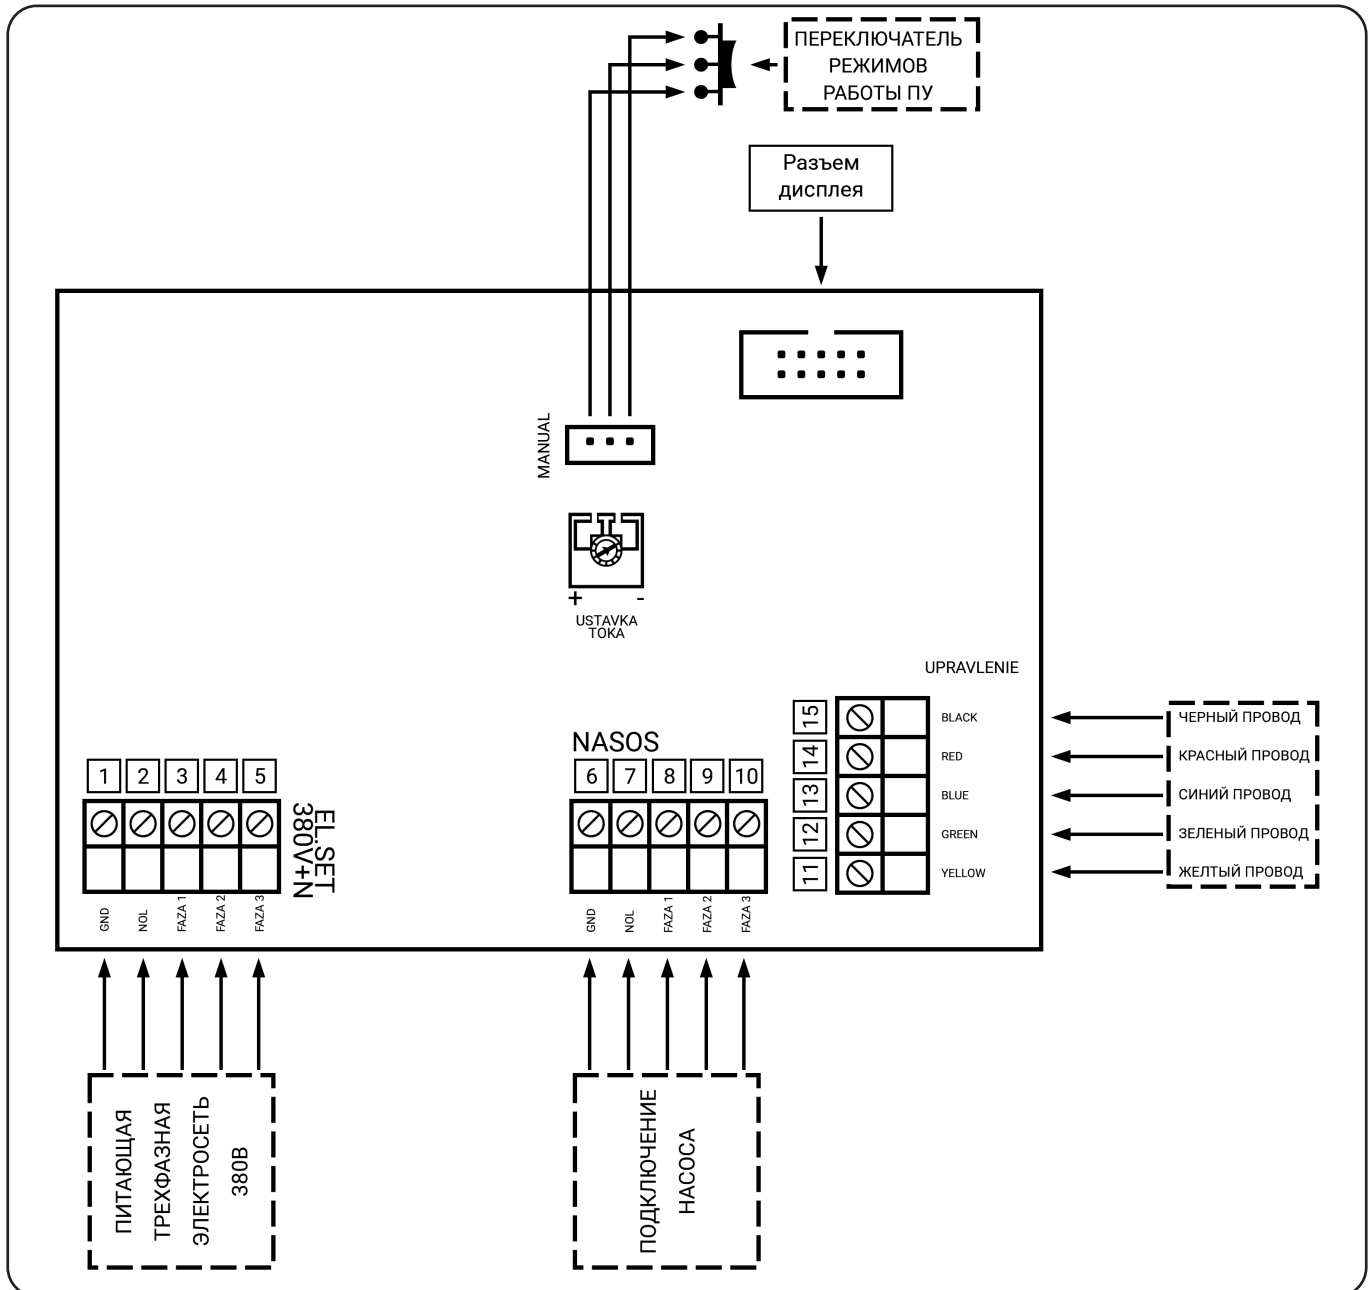 ПЕРЕКЛЮЧАТЕЛЬ
РЕЖИМОВ
РАБОТЫ ПУ
Разъем
дисплея
MANUAL
+ -
USTAVKA
TOKA
UPRAVLENIE
15 BLACK ЧЕРНЫЙ ПРОВОД
14 RED КРАСНЫЙ ПРОВОД
13 BLUE СИНИЙ ПРОВОД
12 GREEN ЗЕЛЕНЫЙ ПРОВОД
11 YELLOW ЖЕЛТЫЙ ПРОВОД
1 2 3 4 5
EL.SET
380V+N
GND
NOL
FAZA 1
FAZA 2
FAZA 3
NASOS
6 7 8 9 10
GND
NOL
FAZA 1
FAZA 2
FAZA 3
ПИТАЮЩАЯ
ТРЕХФАЗНАЯ
ЭЛЕКТРОСЕТЬ
380В
ПОДКЛЮЧЕНИЕ
НАСОСА